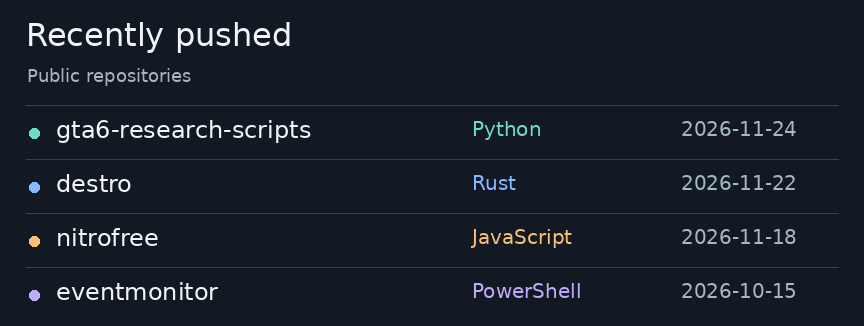 Recently pushed
Public repositories
gta6-research-scripts Python 2026-11-24
destro Rust 2026-11-22
nitrofree JavaScript 2026-11-18
eventmonitor PowerShell 2026-10-15